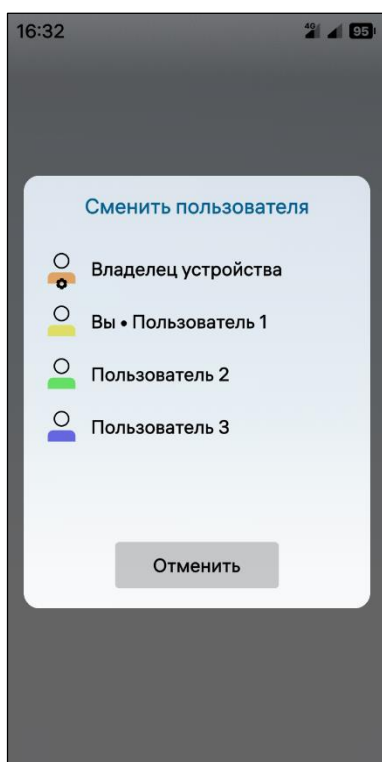 16:32 4G 95
Сменить пользователя
Владелец устройства
Вы • Пользователь 1
Пользователь 2
Пользователь 3
Отменить